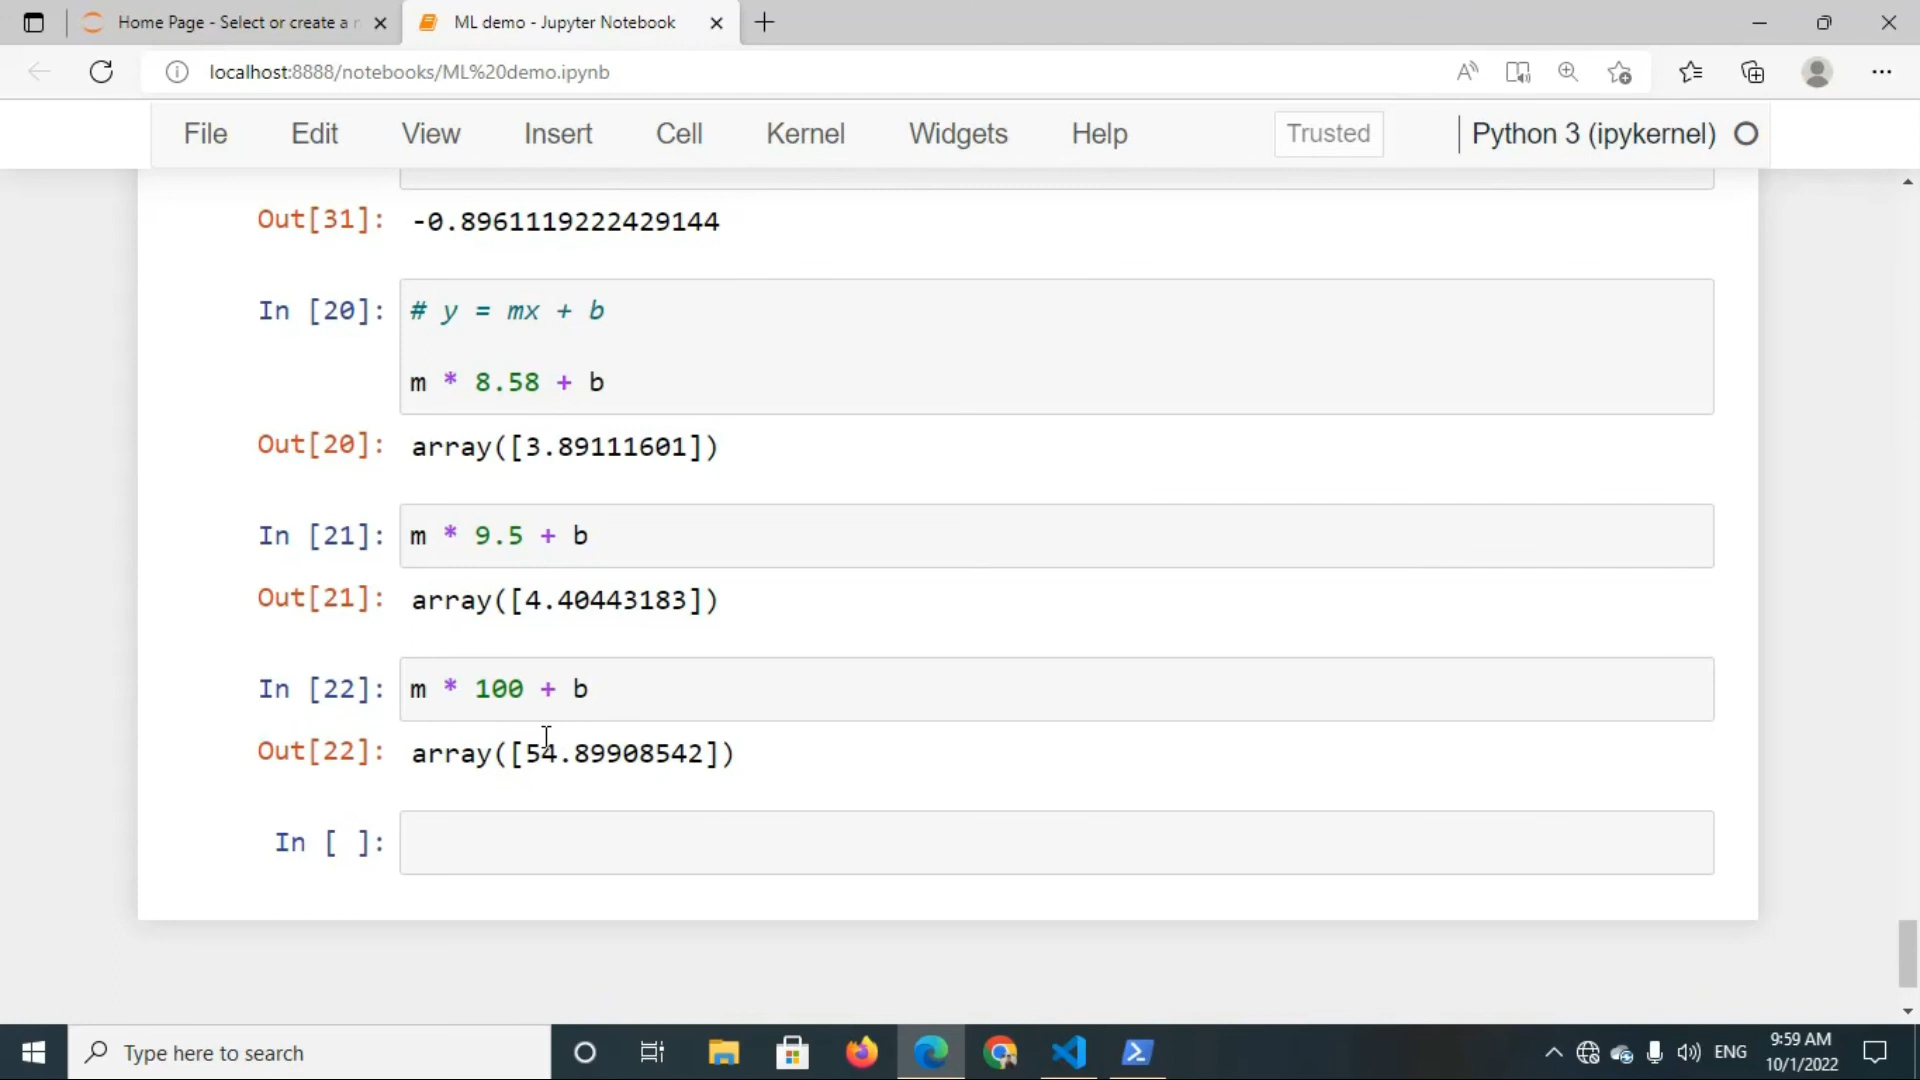 Home Page - Select or create a n
ML demo - Jupyter Notebook
localhost:8888/notebooks/ML%20demo.ipynb
File Edit View Insert Cell Kernel Widgets Help Trusted Python 3 (ipykernel)
Out[31]: -0.8961119222429144
In [20]: # y = mx + b
m * 8.58 + b
Out[20]: array([3.89111601])
In [21]: m * 9.5 + b
Out[21]: array([4.40443183])
In [22]: m * 100 + b
Out[22]: array([54.89908542])
In [ ]:
Type here to search
ENG
9:59 AM
10/1/2022